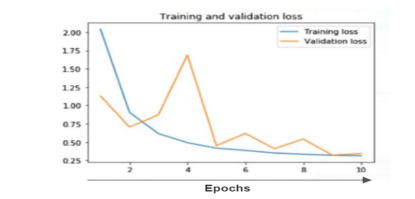 Training and validation loss
Training loss
Validation loss
2.00
1.75
1.50
1.25
1.00
0.75
0.50
0.25
2 4 6 8 10
Epochs